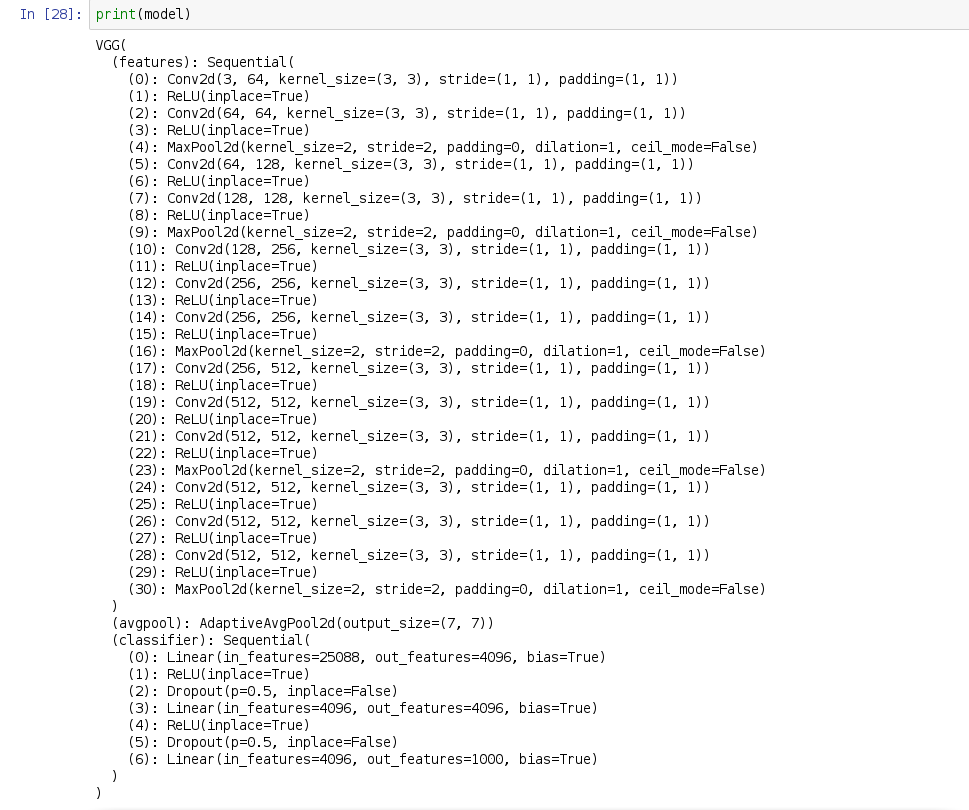 In [28]: print(model)
VGG(
  (features): Sequential(
    (0): Conv2d(3, 64, kernel_size=(3, 3), stride=(1, 1), padding=(1, 1))
    (1): ReLU(inplace=True)
    (2): Conv2d(64, 64, kernel_size=(3, 3), stride=(1, 1), padding=(1, 1))
    (3): ReLU(inplace=True)
    (4): MaxPool2d(kernel_size=2, stride=2, padding=0, dilation=1, ceil_mode=False)
    (5): Conv2d(64, 128, kernel_size=(3, 3), stride=(1, 1), padding=(1, 1))
    (6): ReLU(inplace=True)
    (7): Conv2d(128, 128, kernel_size=(3, 3), stride=(1, 1), padding=(1, 1))
    (8): ReLU(inplace=True)
    (9): MaxPool2d(kernel_size=2, stride=2, padding=0, dilation=1, ceil_mode=False)
    (10): Conv2d(128, 256, kernel_size=(3, 3), stride=(1, 1), padding=(1, 1))
    (11): ReLU(inplace=True)
    (12): Conv2d(256, 256, kernel_size=(3, 3), stride=(1, 1), padding=(1, 1))
    (13): ReLU(inplace=True)
    (14): Conv2d(256, 256, kernel_size=(3, 3), stride=(1, 1), padding=(1, 1))
    (15): ReLU(inplace=True)
    (16): MaxPool2d(kernel_size=2, stride=2, padding=0, dilation=1, ceil_mode=False)
    (17): Conv2d(256, 512, kernel_size=(3, 3), stride=(1, 1), padding=(1, 1))
    (18): ReLU(inplace=True)
    (19): Conv2d(512, 512, kernel_size=(3, 3), stride=(1, 1), padding=(1, 1))
    (20): ReLU(inplace=True)
    (21): Conv2d(512, 512, kernel_size=(3, 3), stride=(1, 1), padding=(1, 1))
    (22): ReLU(inplace=True)
    (23): MaxPool2d(kernel_size=2, stride=2, padding=0, dilation=1, ceil_mode=False)
    (24): Conv2d(512, 512, kernel_size=(3, 3), stride=(1, 1), padding=(1, 1))
    (25): ReLU(inplace=True)
    (26): Conv2d(512, 512, kernel_size=(3, 3), stride=(1, 1), padding=(1, 1))
    (27): ReLU(inplace=True)
    (28): Conv2d(512, 512, kernel_size=(3, 3), stride=(1, 1), padding=(1, 1))
    (29): ReLU(inplace=True)
    (30): MaxPool2d(kernel_size=2, stride=2, padding=0, dilation=1, ceil_mode=False)
  )
  (avgpool): AdaptiveAvgPool2d(output_size=(7, 7))
  (classifier): Sequential(
    (0): Linear(in_features=25088, out_features=4096, bias=True)
    (1): ReLU(inplace=True)
    (2): Dropout(p=0.5, inplace=False)
    (3): Linear(in_features=4096, out_features=4096, bias=True)
    (4): ReLU(inplace=True)
    (5): Dropout(p=0.5, inplace=False)
    (6): Linear(in_features=4096, out_features=1000, bias=True)
  )
)